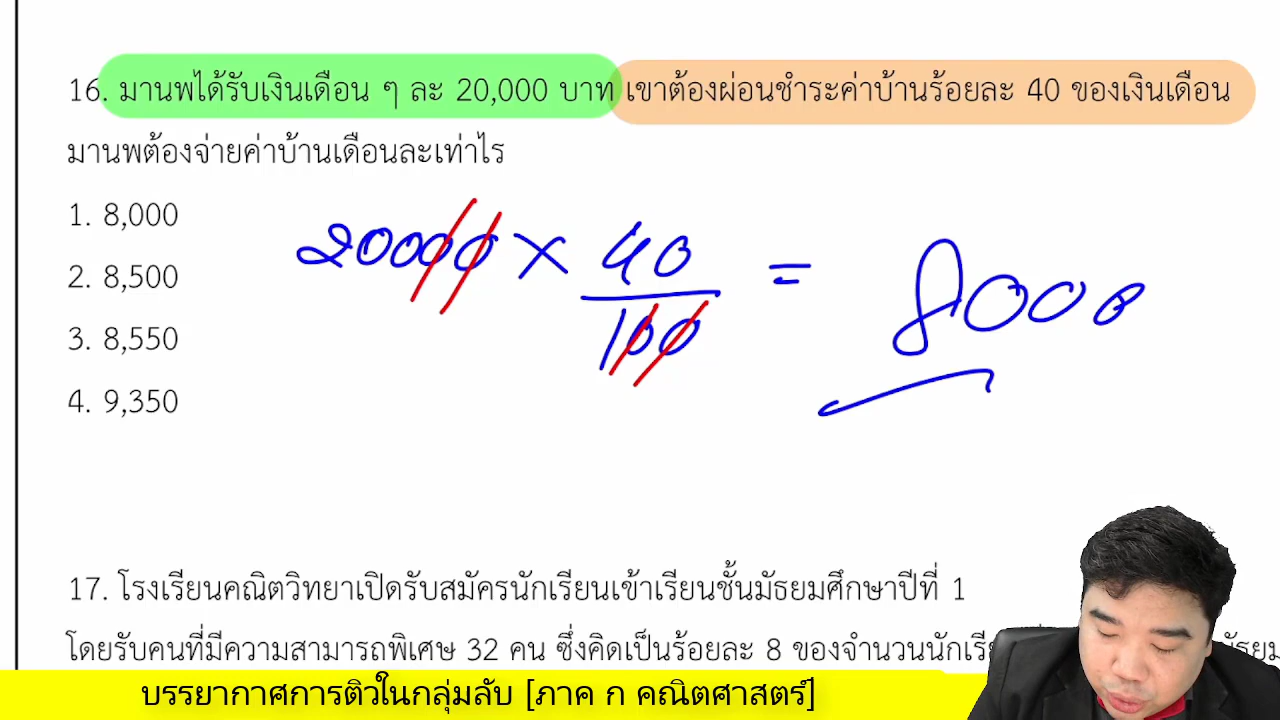 16. มานพได้รับเงินเดือน ๆ ละ 20,000 บาท เขาต้องผ่อนชำระค่าบ้านร้อยละ 40 ของเงินเดือน
มานพต้องจ่ายค่าบ้านเดือนละเท่าไร
1. 8,000
2. 8,500
3. 8,550
4. 9,350
20000 × 40
100
= 8000
17. โรงเรียนคณิตวิทยาเปิดรับสมัครนักเรียนเข้าเรียนชั้นมัธยมศึกษาปีที่ 1
โดยรับคนที่มีความสามารถพิเศษ 32 คน ซึ่งคิดเป็นร้อยละ 8 ของจำนวน
บรรยากาศการติวในกลุ่มลับ [ภาค ก คณิตศาสตร์]